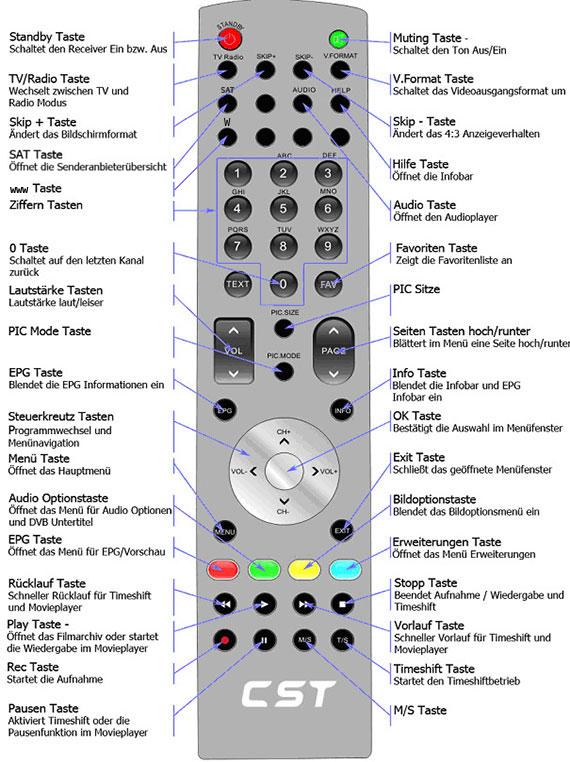 Standby Taste
Schaltet den Receiver Ein bzw. Aus
TV/Radio Taste
Wechselt zwischen TV und
Radio Modus
Skip + Taste
Ändert das Bildschirmformat
SAT Taste
Öffnet die Senderanbieterübersicht
www Taste
Ziffern Tasten
0 Taste
Schaltet auf den letzten Kanal
zurück
Lautstärke Tasten
Lautstärke laut/leiser
PIC Mode Taste
EPG Taste
Blendet die EPG Informationen ein
Steuerkreutz Tasten
Programmwechsel und
Menünavigation
Menü Taste
Öffnet das Hauptmenü
Audio Optionstaste
Öffnet das Menü für Audio Optionen
und DVB Untertitel
EPG Taste
Öffnet das Menü für EPG/Vorschau
Rücklauf Taste
Schneller Rücklauf für Timeshift
und Movieplayer
Play Taste -
Öffnet das Filmarchiv oder startet
die Wiedergabe im Movieplayer
Rec Taste
Startet die Aufnahme
Pausen Taste
Aktiviert Timeshift oder die
Pausenfunktion im Movieplayer
STANDBY
TV Radio SKIP+ SKIP- V.FORMAT
SAT AUDIO HELP
W
ABC DEF
1 2 3
GHI JKL MNO
4 5 6
PQRS TUV WXYZ
7 8 9
TEXT 0 FAV
PIC.SIZE
VOL PAGE
PIC.MODE
EPG INFO
CH+
VOL- VOL+
CH-
MENU EXIT
M/S T/S
CST
Muting Taste -
Schaltet den Ton Aus/Ein
V.Format Taste
Schaltet das Videoausgangsformat um
Skip - Taste
Ändert das 4:3 Anzeigeverhalten
Hilfe Taste
Öffnet die Infobar
Audio Taste
Öffnet den Audioplayer
Favoriten Taste
Zeigt die Favoritenliste an
PIC Sitze
Seiten Tasten hoch/runter
Blättert im Menü eine Seite hoch/runter
Info Taste
Blendet die Infobar und EPG
Infobar ein
OK Taste
Bestätigt die Auswahl im Menüfenster
Exit Taste
Schließt das geöffnete Menüfenster
Bildoptionstaste
Blendet das Bildoptionsmenü ein
Erweiterungen Taste
Öffnet das Menü Erweiterungen
Stopp Taste
Beendet Aufnahme / Wiedergabe und
Timeshift
Vorlauf Taste
Schneller Vorlauf für Timeshift und
Movieplayer
Timeshift Taste
Startet den Timeshiftbetrieb
M/S Taste